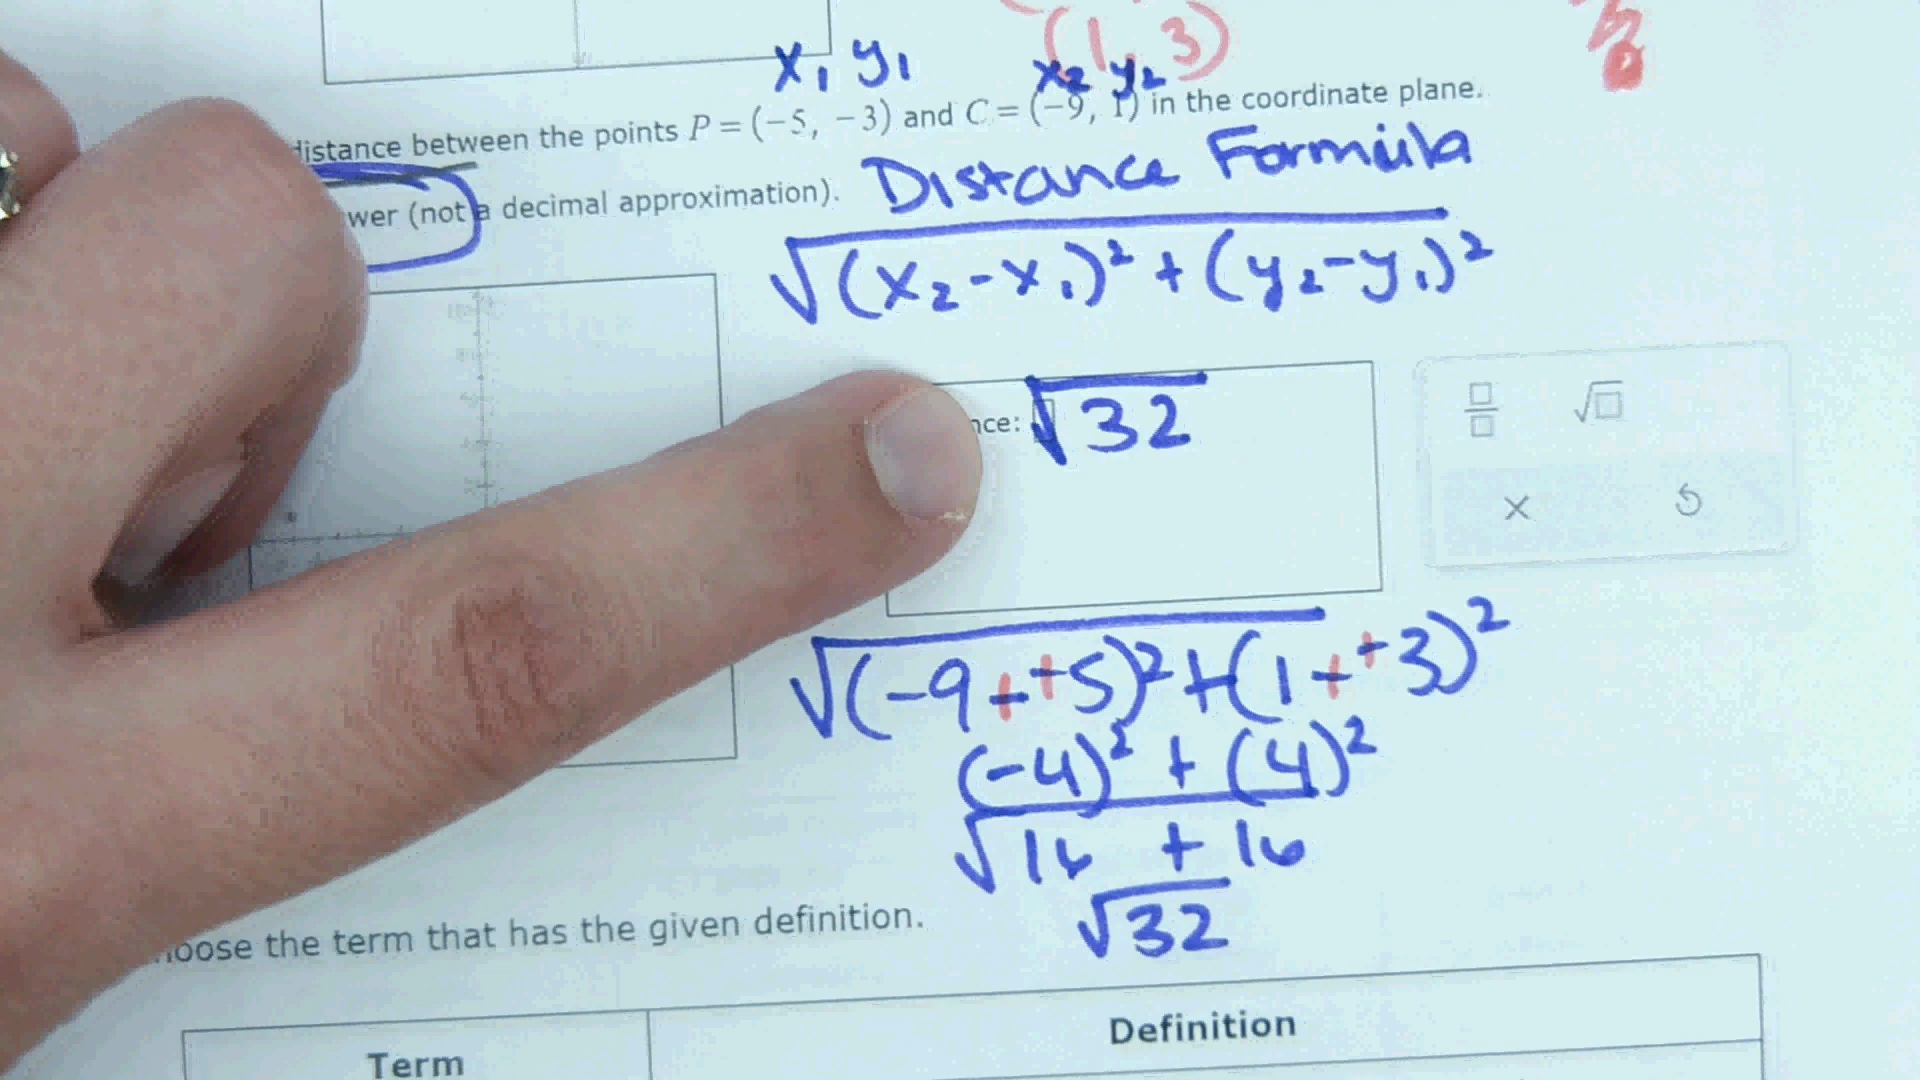 (1, 3)
x₁ y₁ x₂ y₂
distance between the points P = (−5, −3) and C = (−9, 1) in the coordinate plane.
wer (not a decimal approximation).
Distance Formula
√(x₂-x₁)² + (y₂-y₁)²
nce: √32
√(-9++5)²+(1++3)²
(-4)² + (4)²
√16 + 16
√32
oose the term that has the given definition.
Term Definition